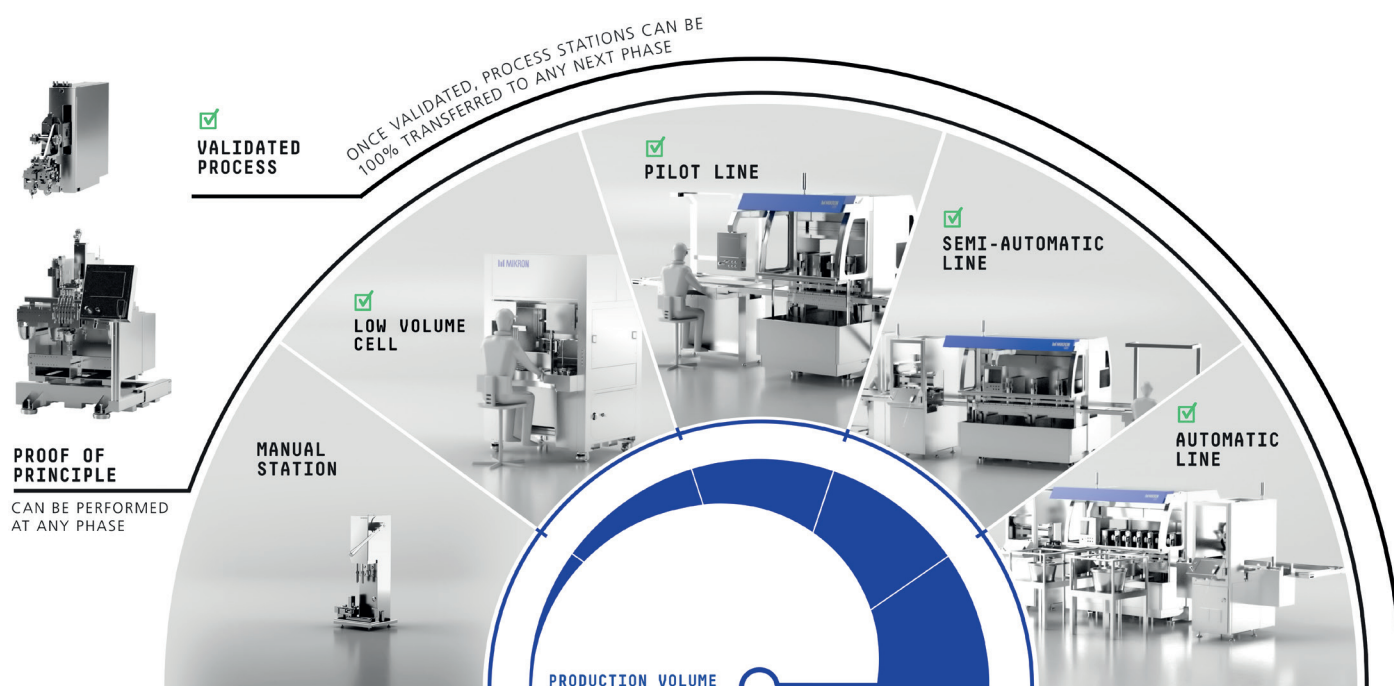 ONCE VALIDATED, PROCESS STATIONS CAN BE
100% TRANSFERRED TO ANY NEXT PHASE
VALIDATED
PROCESS
PROOF OF
PRINCIPLE
CAN BE PERFORMED
AT ANY PHASE
MANUAL
STATION
LOW VOLUME
CELL
MIKRON
PILOT LINE
MIKRON
SEMI-AUTOMATIC
LINE
MIKRON
AUTOMATIC
LINE
PRODUCTION VOLUME